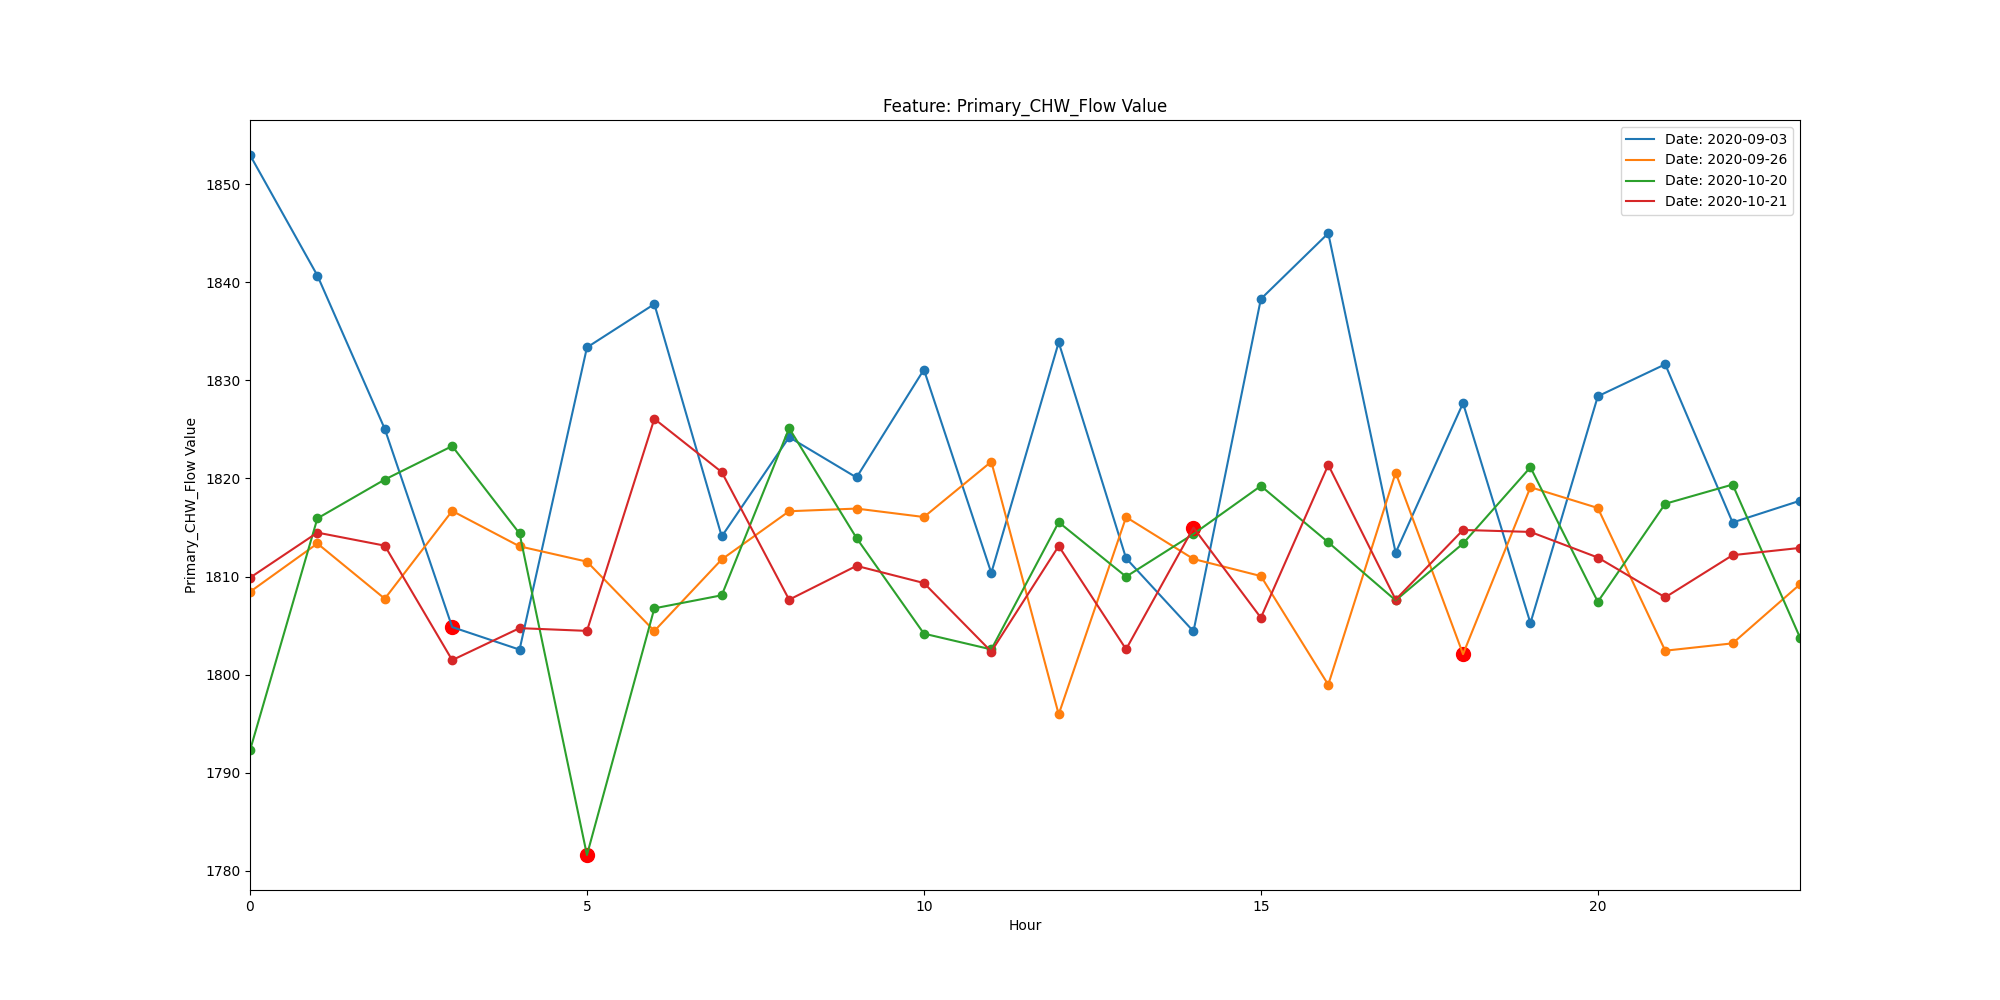 Feature: Primary_CHW_Flow Value
Date: 2020-09-03
Date: 2020-09-26
Date: 2020-10-20
Date: 2020-10-21
Primary_CHW_Flow Value
1850
1840
1830
1820
1810
1800
1790
1780
0 5 10 15 20
Hour